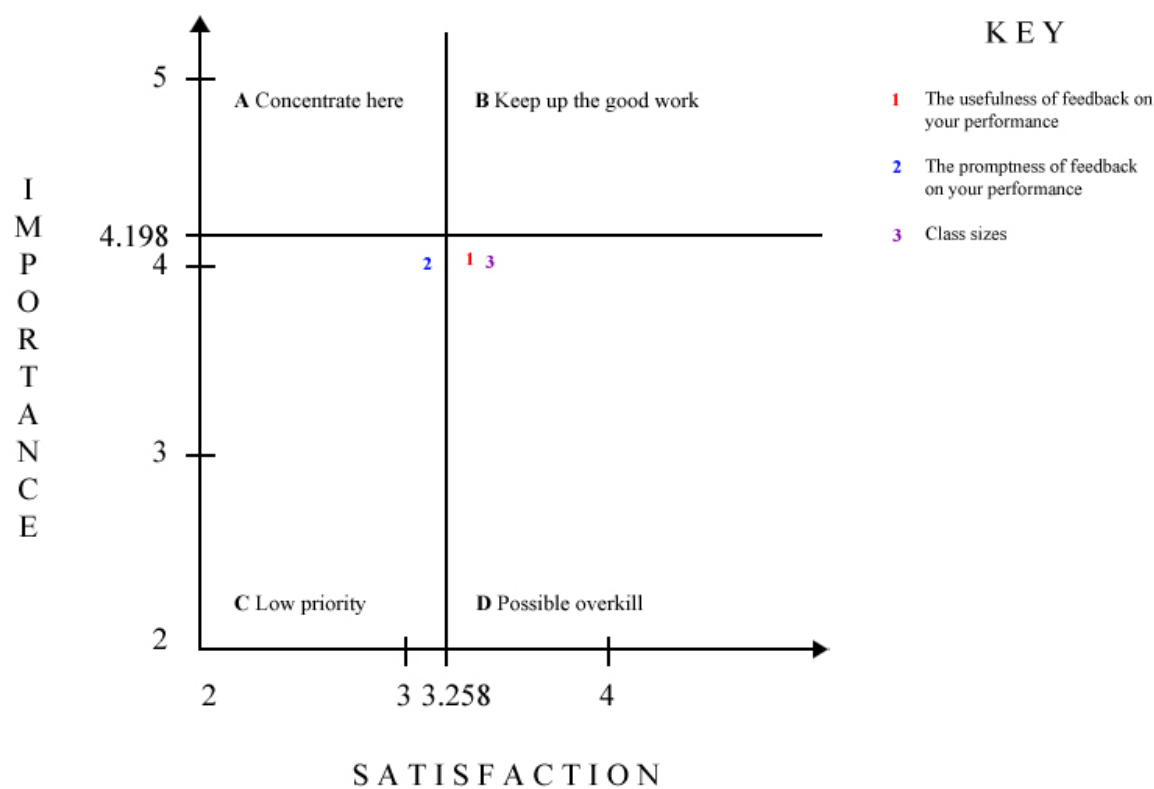 K E Y
5
A Concentrate here
B Keep up the good work
1 The usefulness of feedback on
your performance
2 The promptness of feedback
on your performance
I
M
P
O
R
T
A
N
C
E
4.198
3 Class sizes
4
2
1
3
3
C Low priority
D Possible overkill
2
2
3
3.258
4
S A T I S F A C T I O N